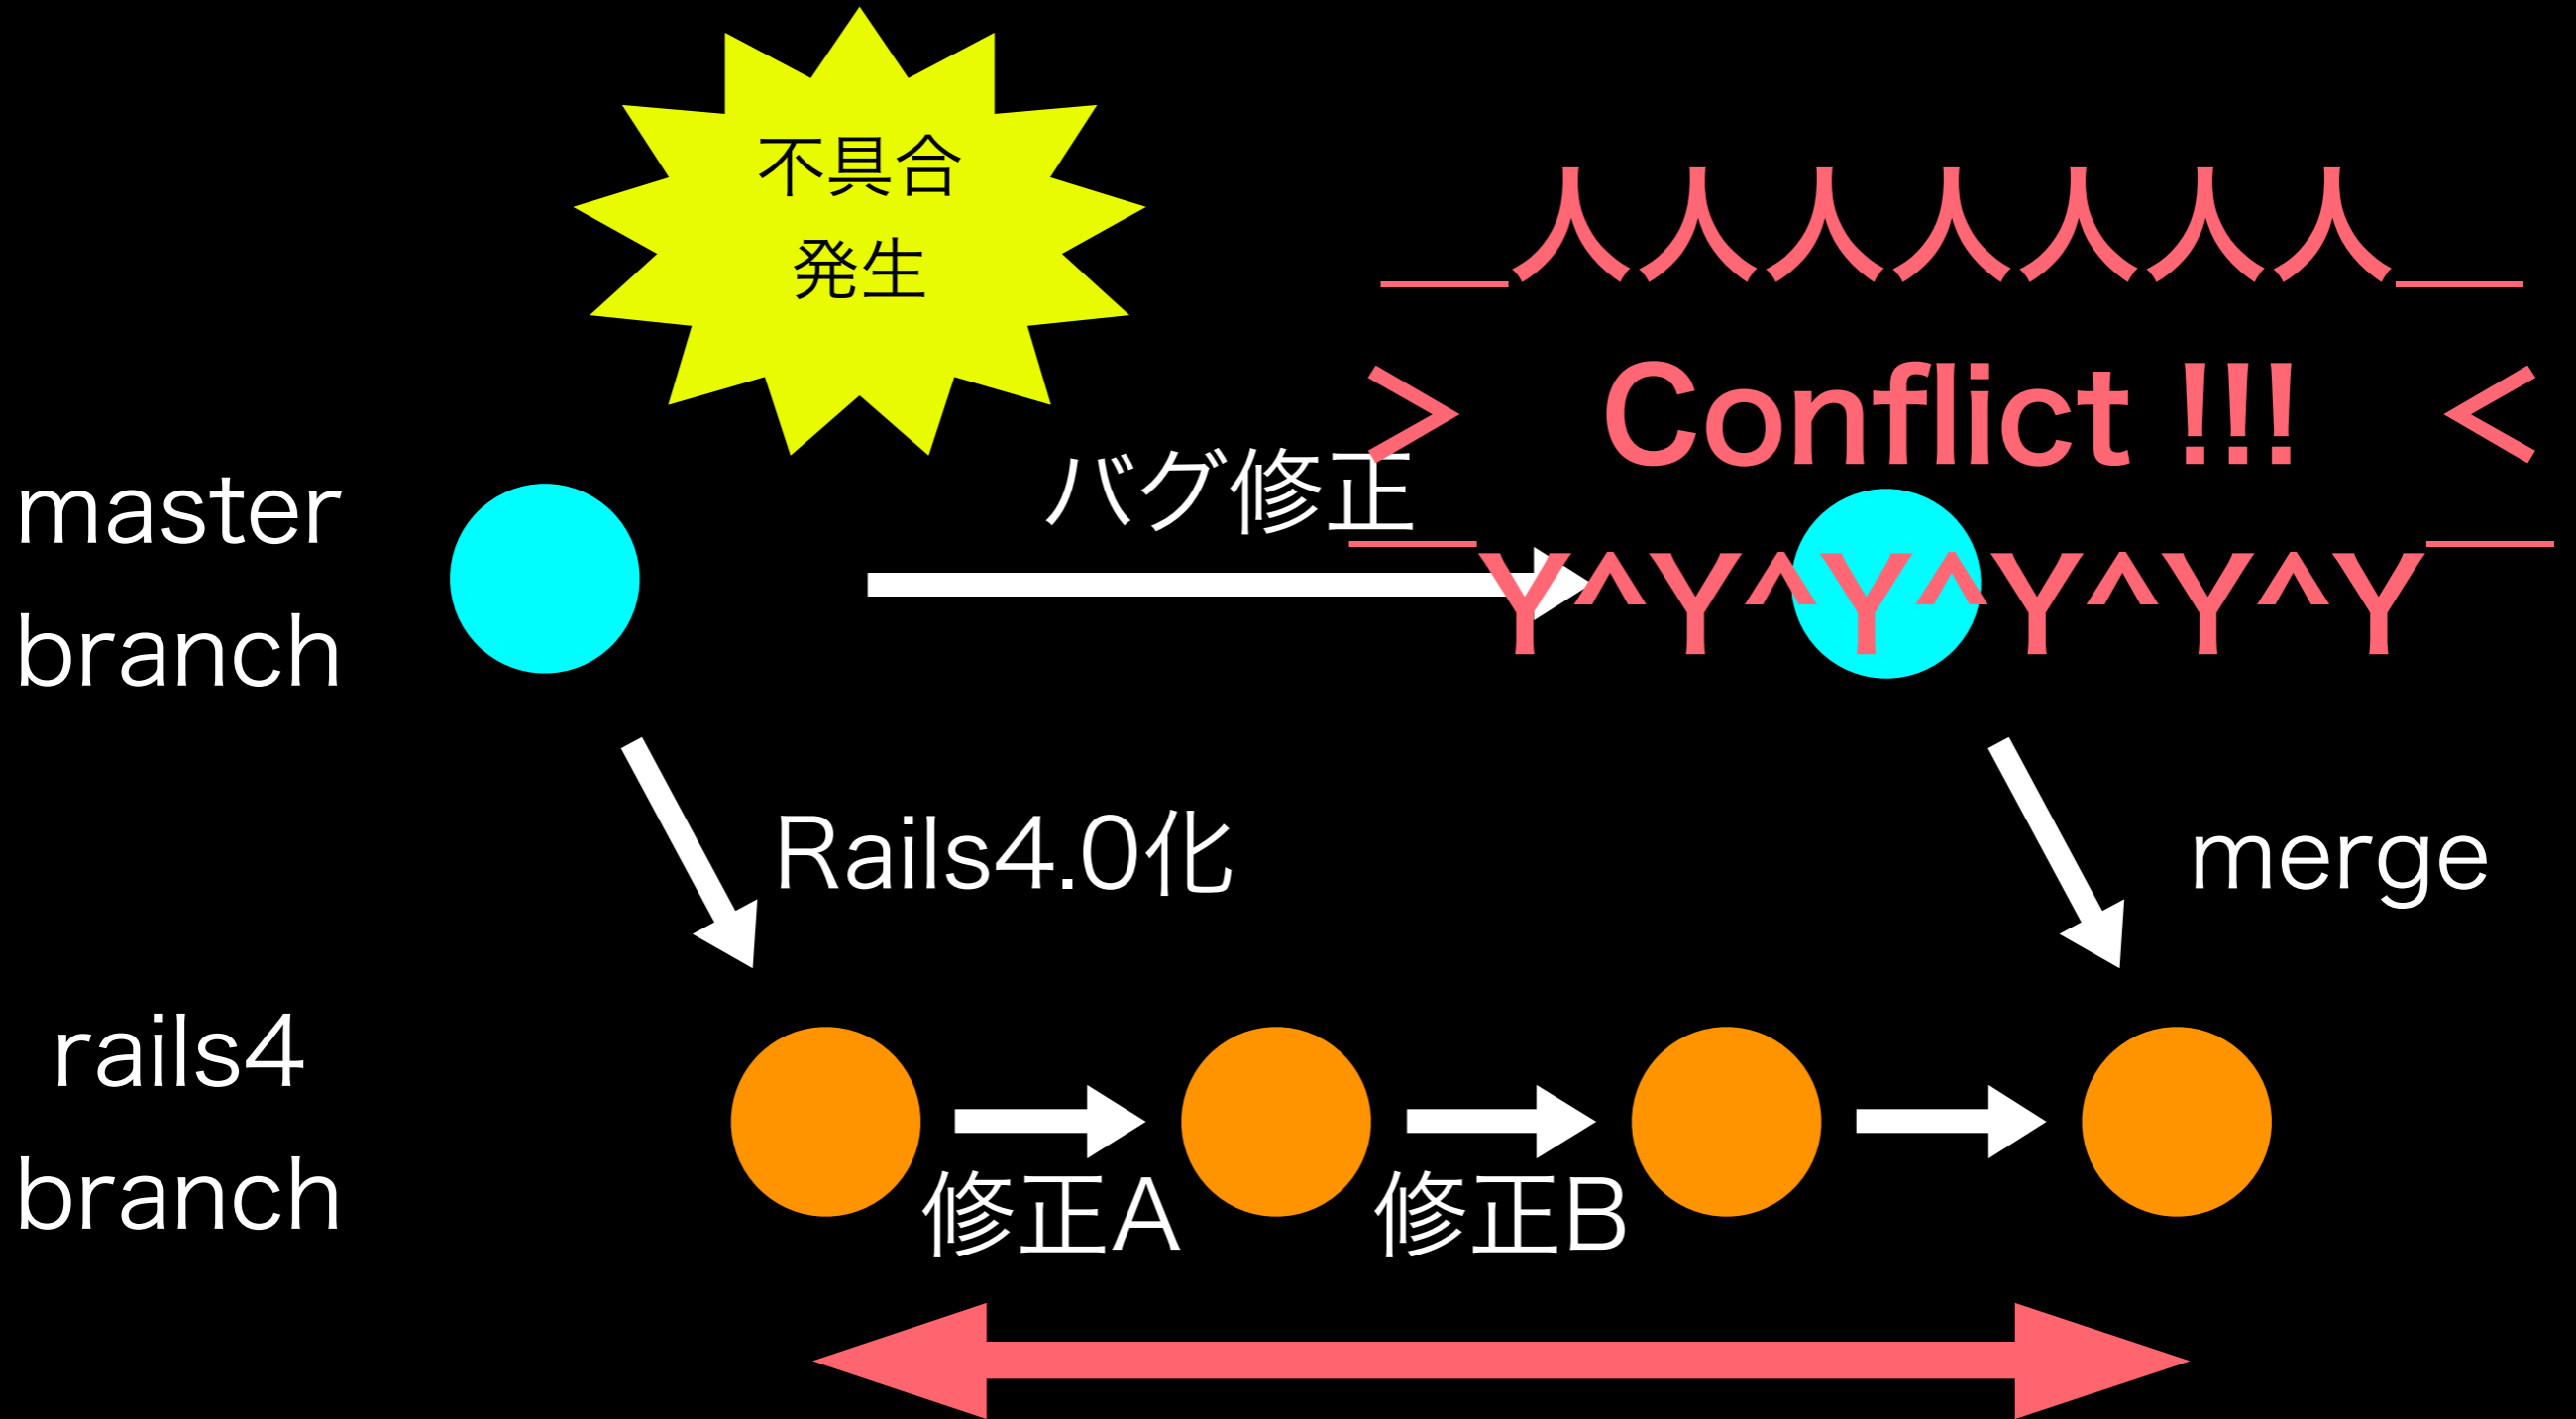 不具合
発生
＿人人人人人人人＿
＞ Conflict !!! ＜
￣Y^Y^Y^Y^Y^Y￣
バグ修正
master
branch
Rails4.0化
merge
rails4
branch
修正A
修正B